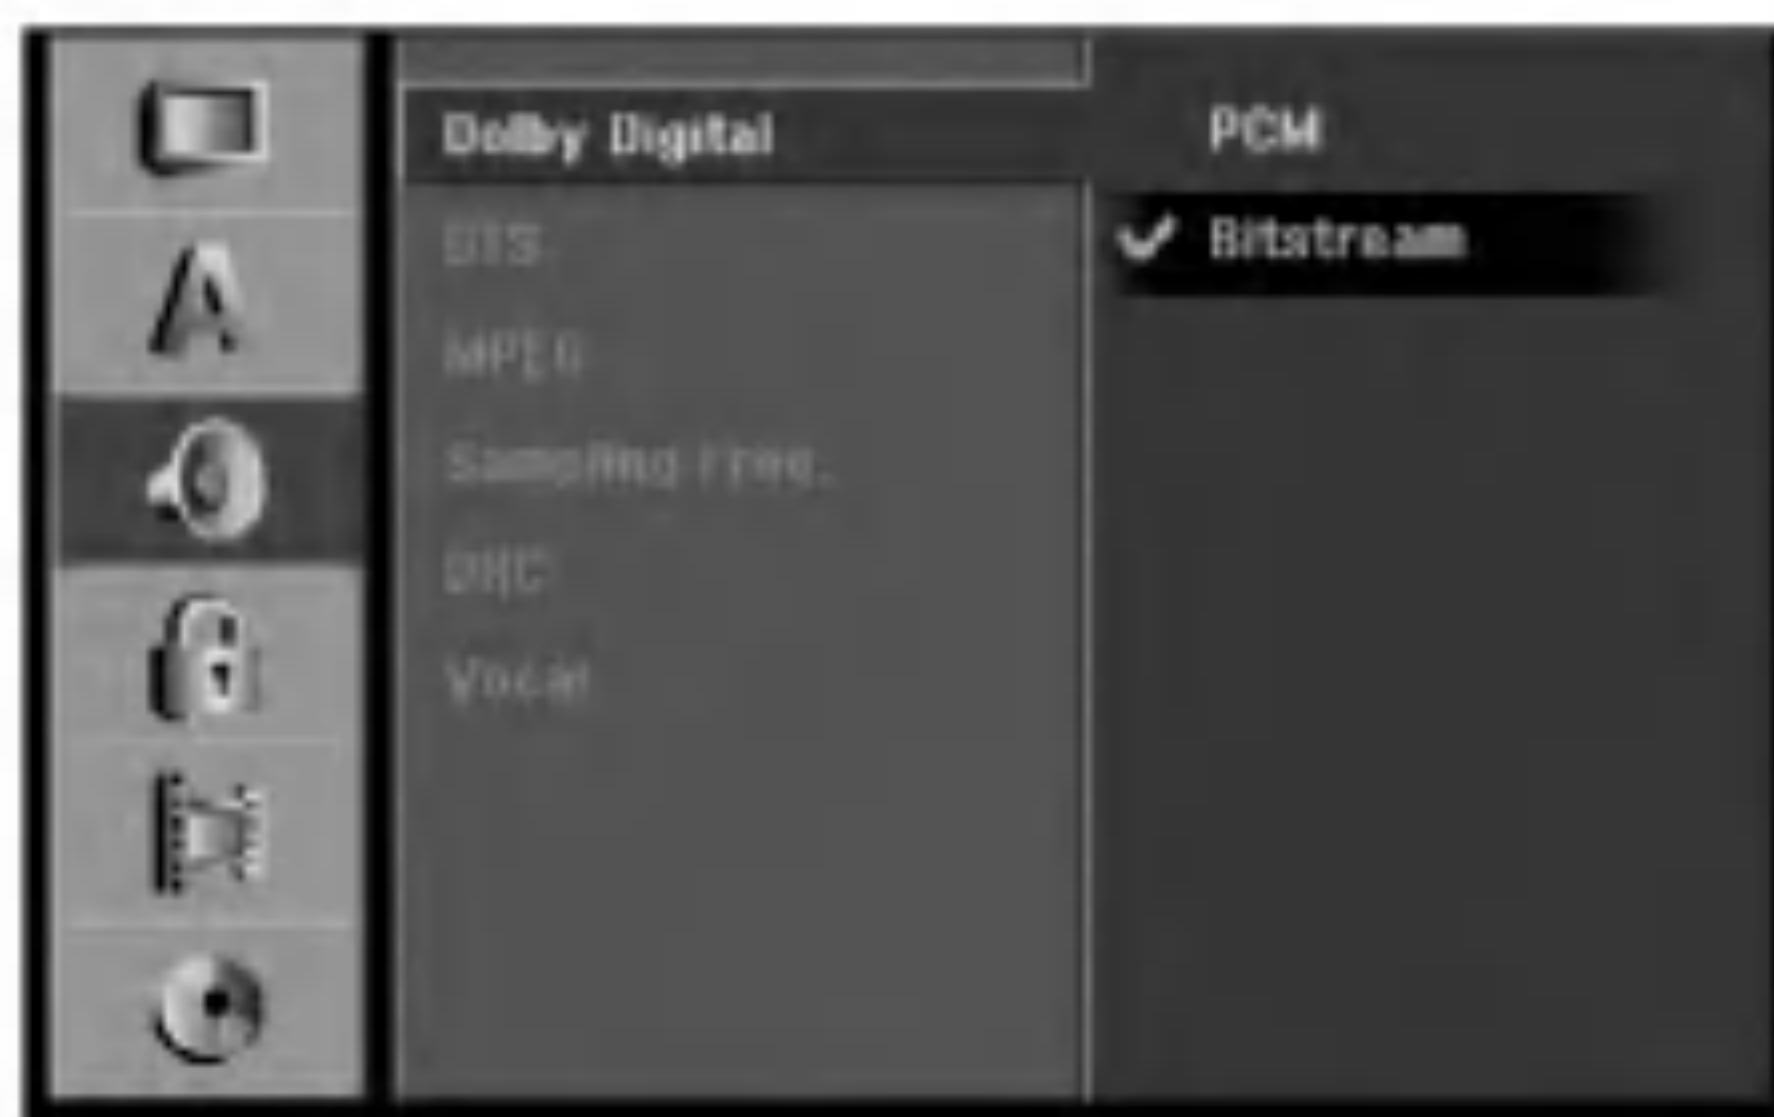 Dolby Digital
PCM
Bitstream
DTS
MPEG
Sampling Freq.
DRC
Vocal